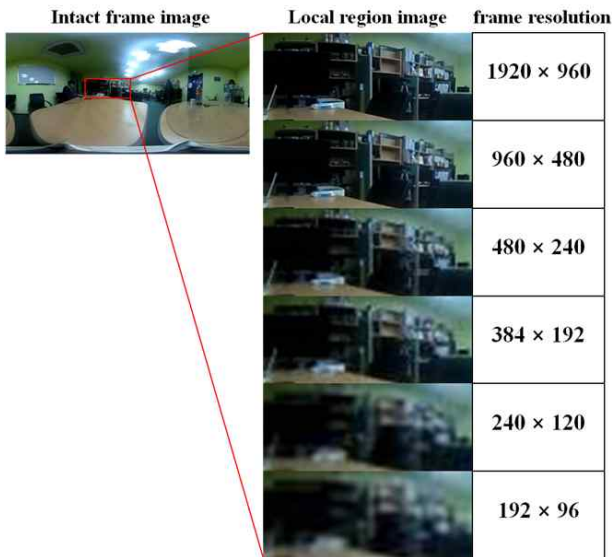 Intact frame image
Local region image
frame resolution
1920 × 960
960 × 480
480 × 240
384 × 192
240 × 120
192 × 96